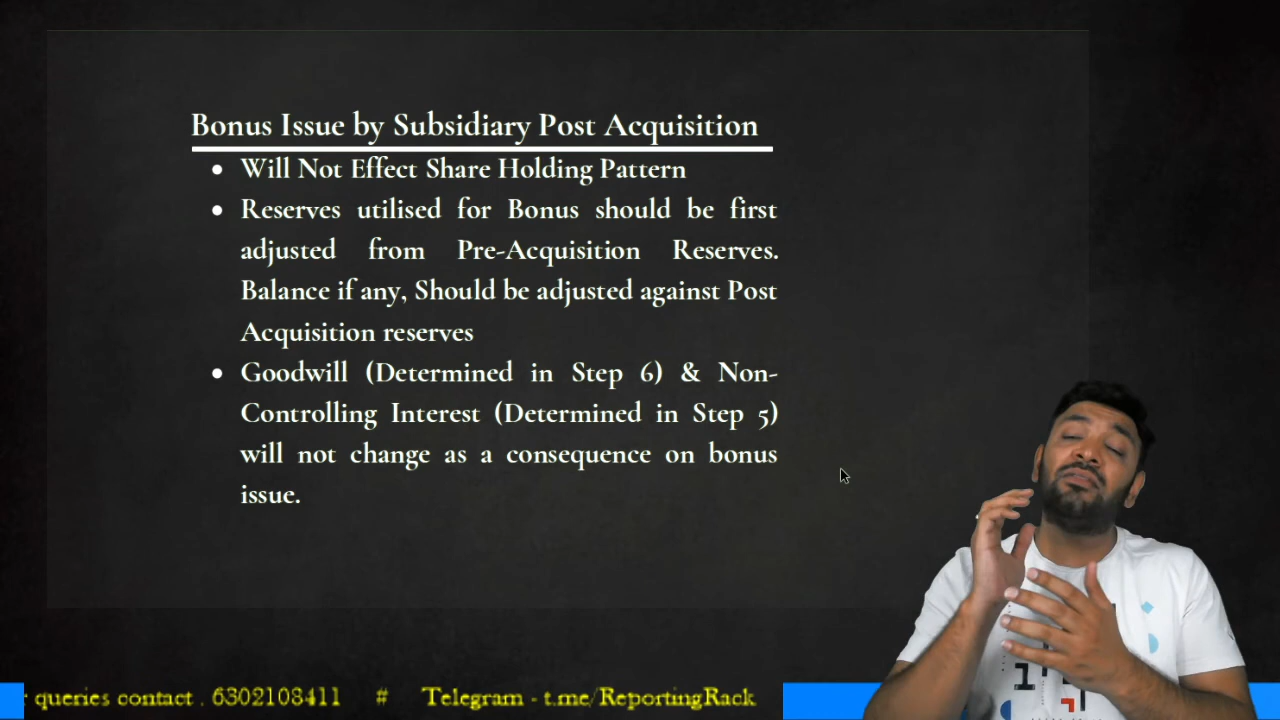 Bonus Issue by Subsidiary Post Acquisition
• Will Not Effect Share Holding Pattern
• Reserves utilised for Bonus should be first
adjusted from Pre-Acquisition Reserves.
Balance if any, Should be adjusted against Post
Acquisition reserves
• Goodwill (Determined in Step 6) & Non-
Controlling Interest (Determined in Step 5)
will not change as a consequence on bonus
issue.
queries contact . 6302108411 # Telegram - t.me/ReportingRack